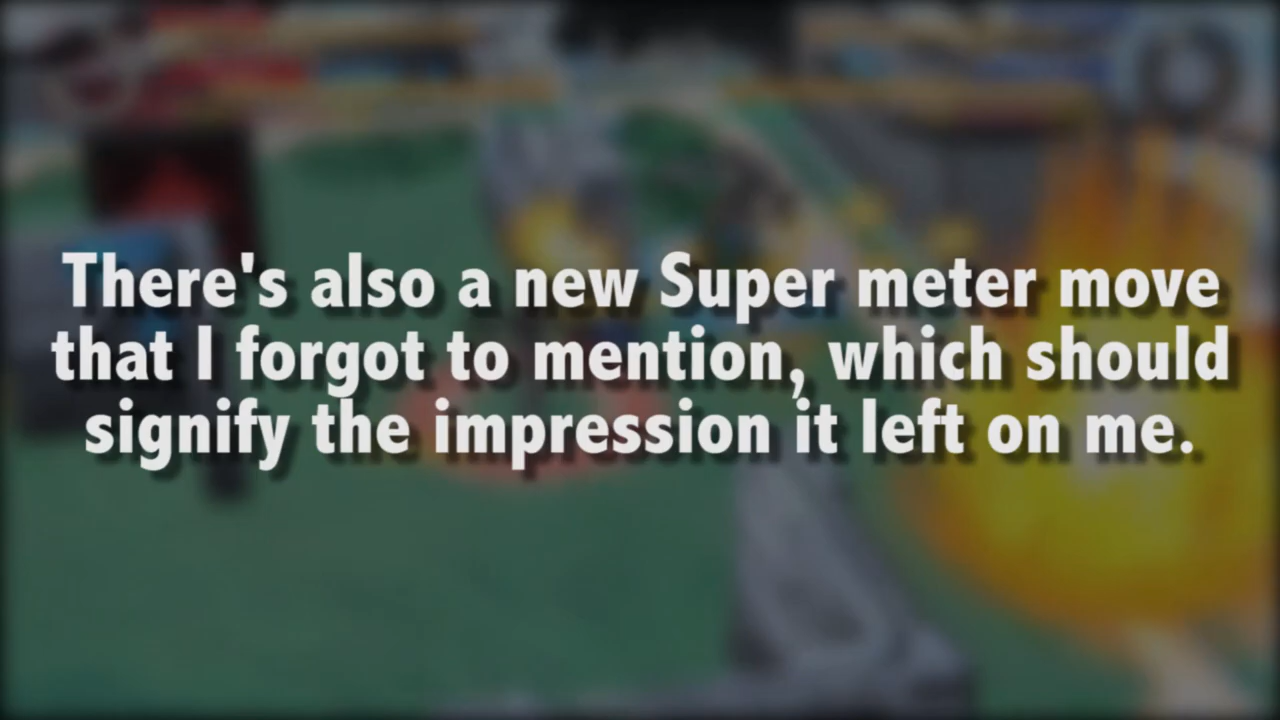 There's also a new Super meter move
that I forgot to mention, which should
signify the impression it left on me.